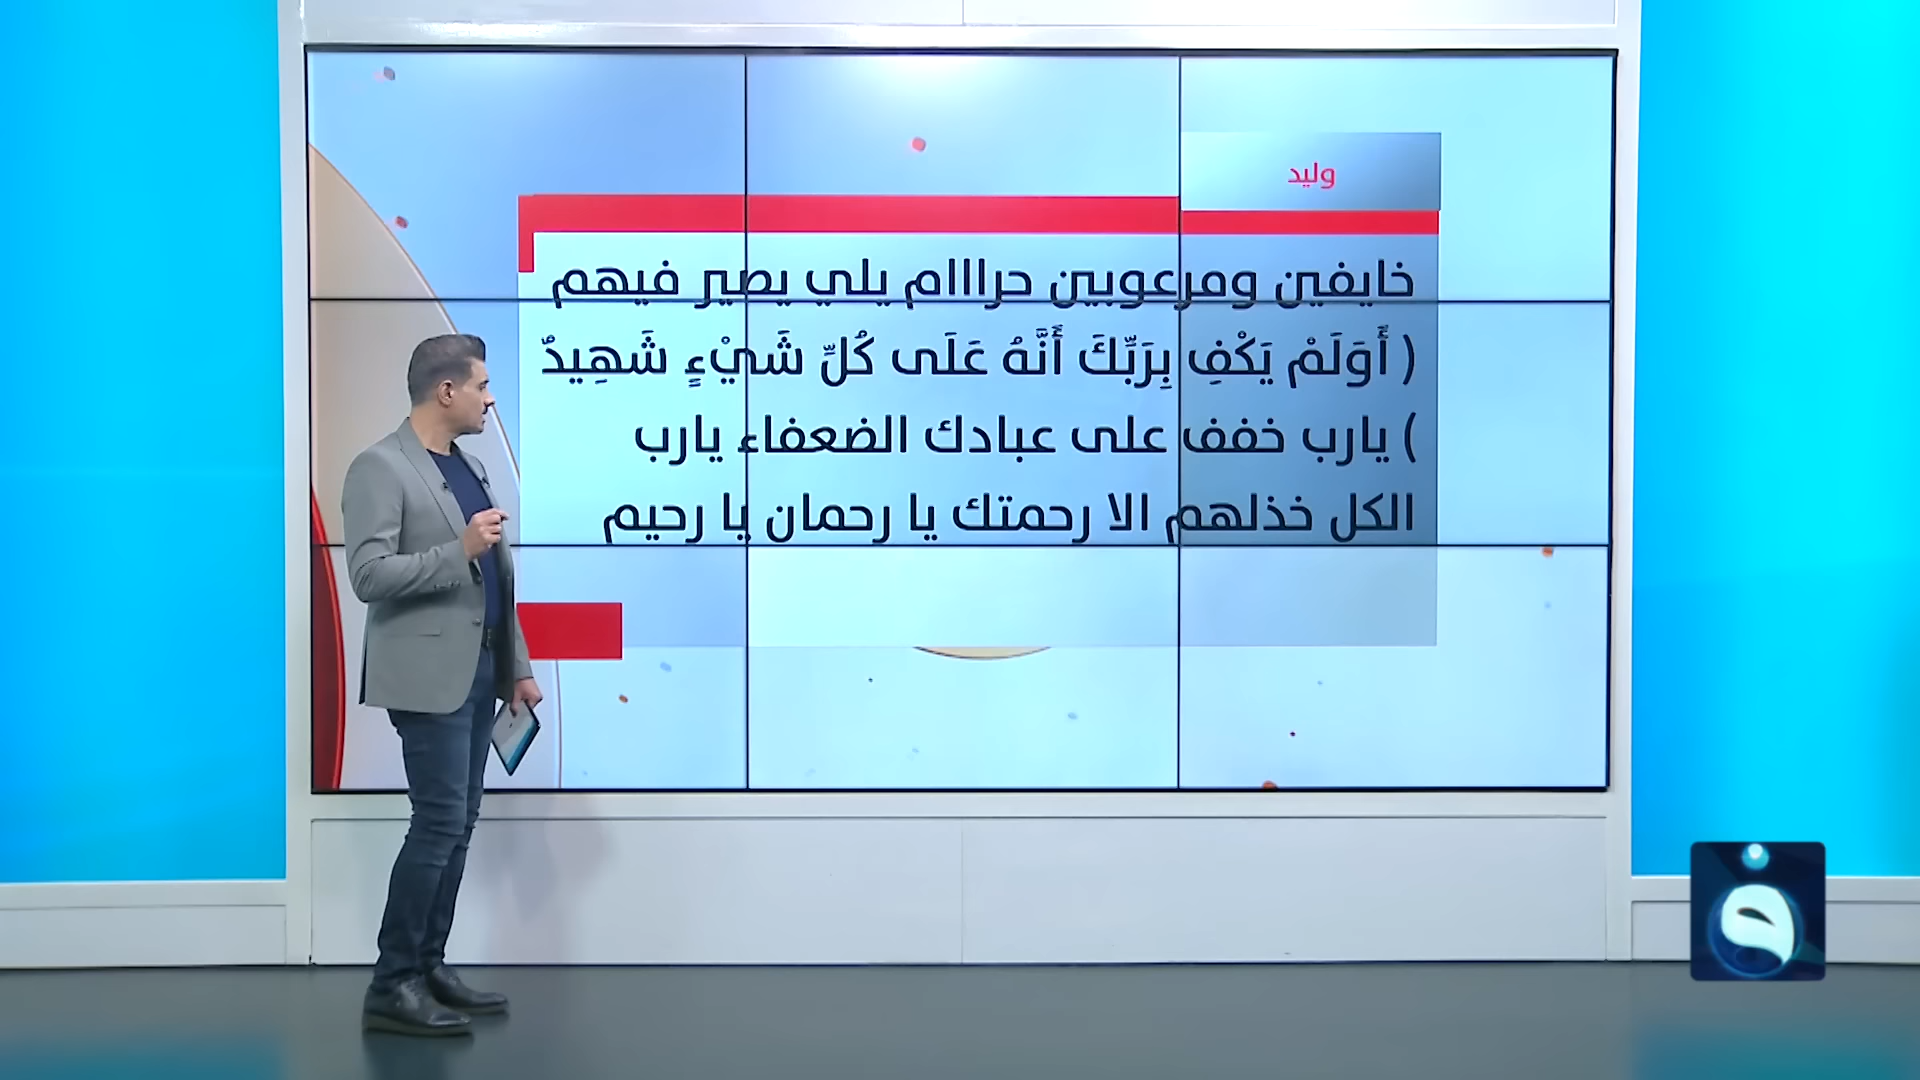 وليد
خايفين ومرعوبين حراااام يلي يصير فيهم
( أَوَلَمْ يَكْفِ بِرَبِّكَ أَنَّهُ عَلَى كُلِّ شَيْءٍ شَهِيدٌ
) يارب خفف على عبادك الضعفاء يارب
الكل خذلهم الا رحمتك يا رحمان يا رحيم